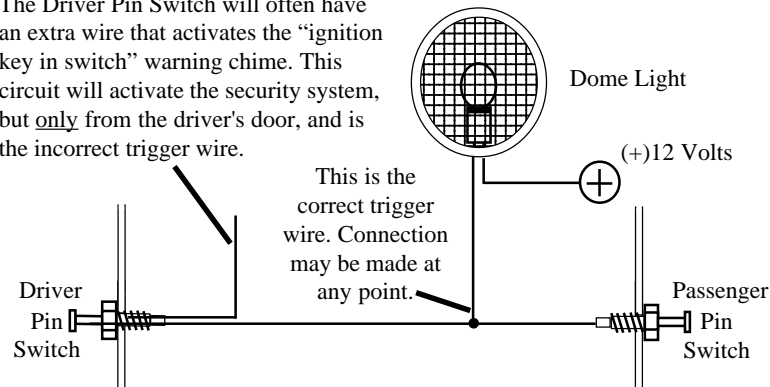 The Driver Pin Switch will often have
an extra wire that activates the “ignition
key in switch” warning chime. This
circuit will activate the security system,
but only from the driver's door, and is
the incorrect trigger wire.
Dome Light
(+)12 Volts
This is the
correct trigger
wire. Connection
may be made at
any point.
Driver
Pin
Switch
Passenger
Pin
Switch